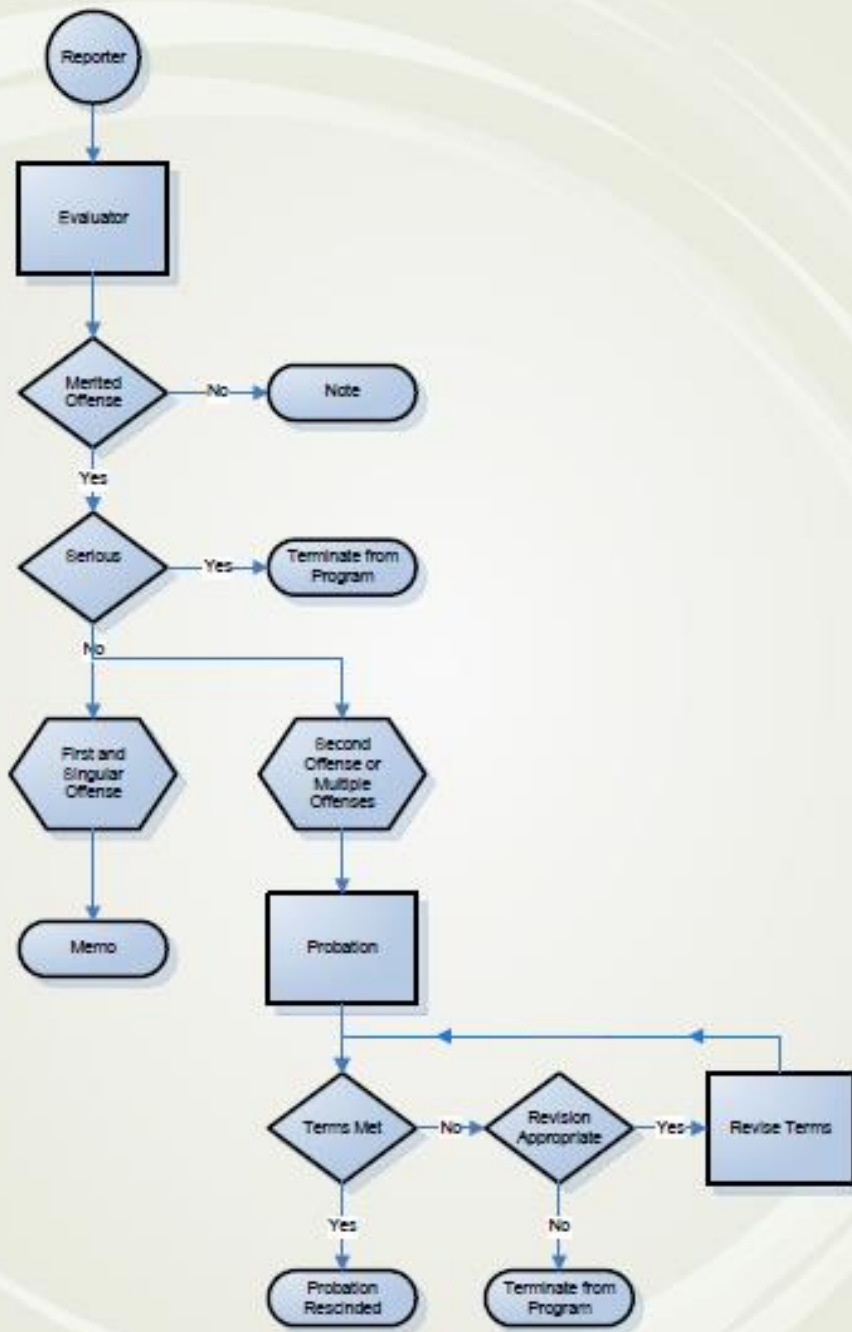 Reporter
Evaluator
Merited
Offense
No
Note
Yes
Serious
Yes
Terminate from
Program
No
First and
Singular
Offense
Second
Offense or
Multiple
Offenses
Memo
Probation
Terms Met
No
Revision
Appropriate
Yes
Revise Terms
Yes
No
Probation
Rescinded
Terminate from
Program